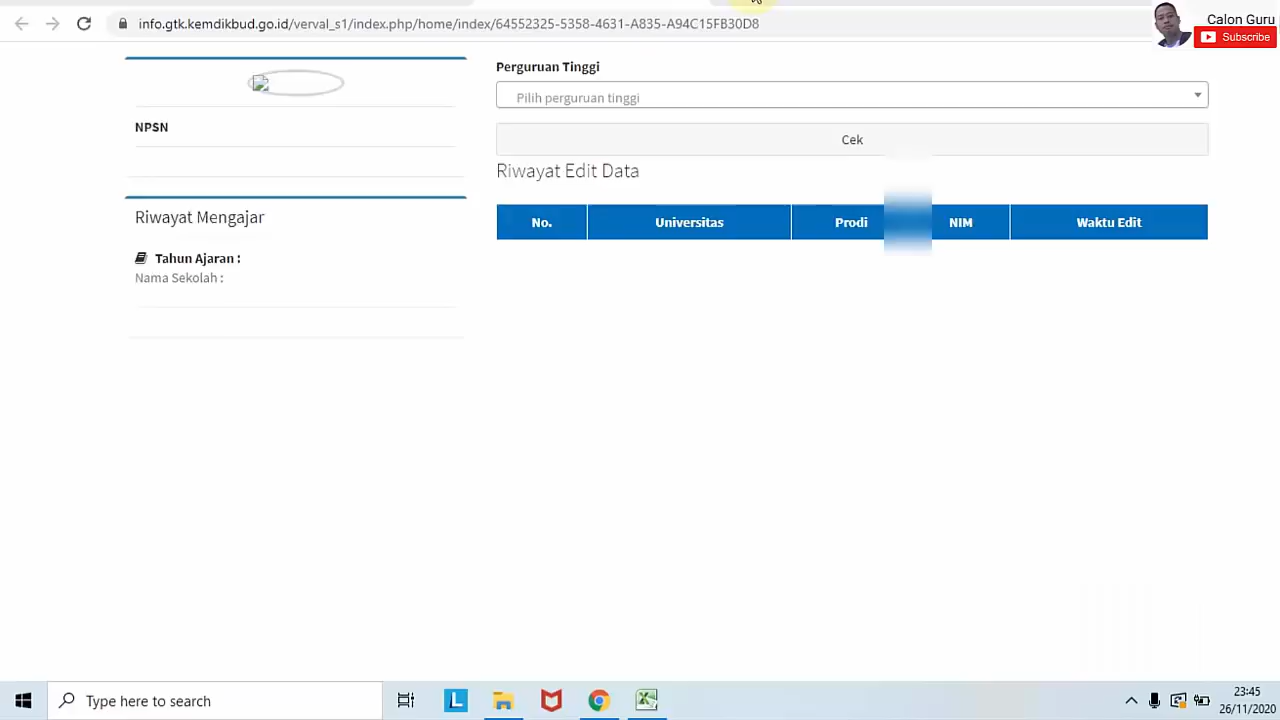 info.gtk.kemdikbud.go.id/verval_s1/index.php/home/index/64552325-5358-4631-A835-A94C15FB30D8
Calon Guru
Subscribe
NPSN
Riwayat Mengajar
Tahun Ajaran :
Nama Sekolah :
Perguruan Tinggi
Pilih perguruan tinggi
Cek
Riwayat Edit Data
No. Universitas Prodi NIM Waktu Edit
Type here to search
L
23:45
26/11/2020